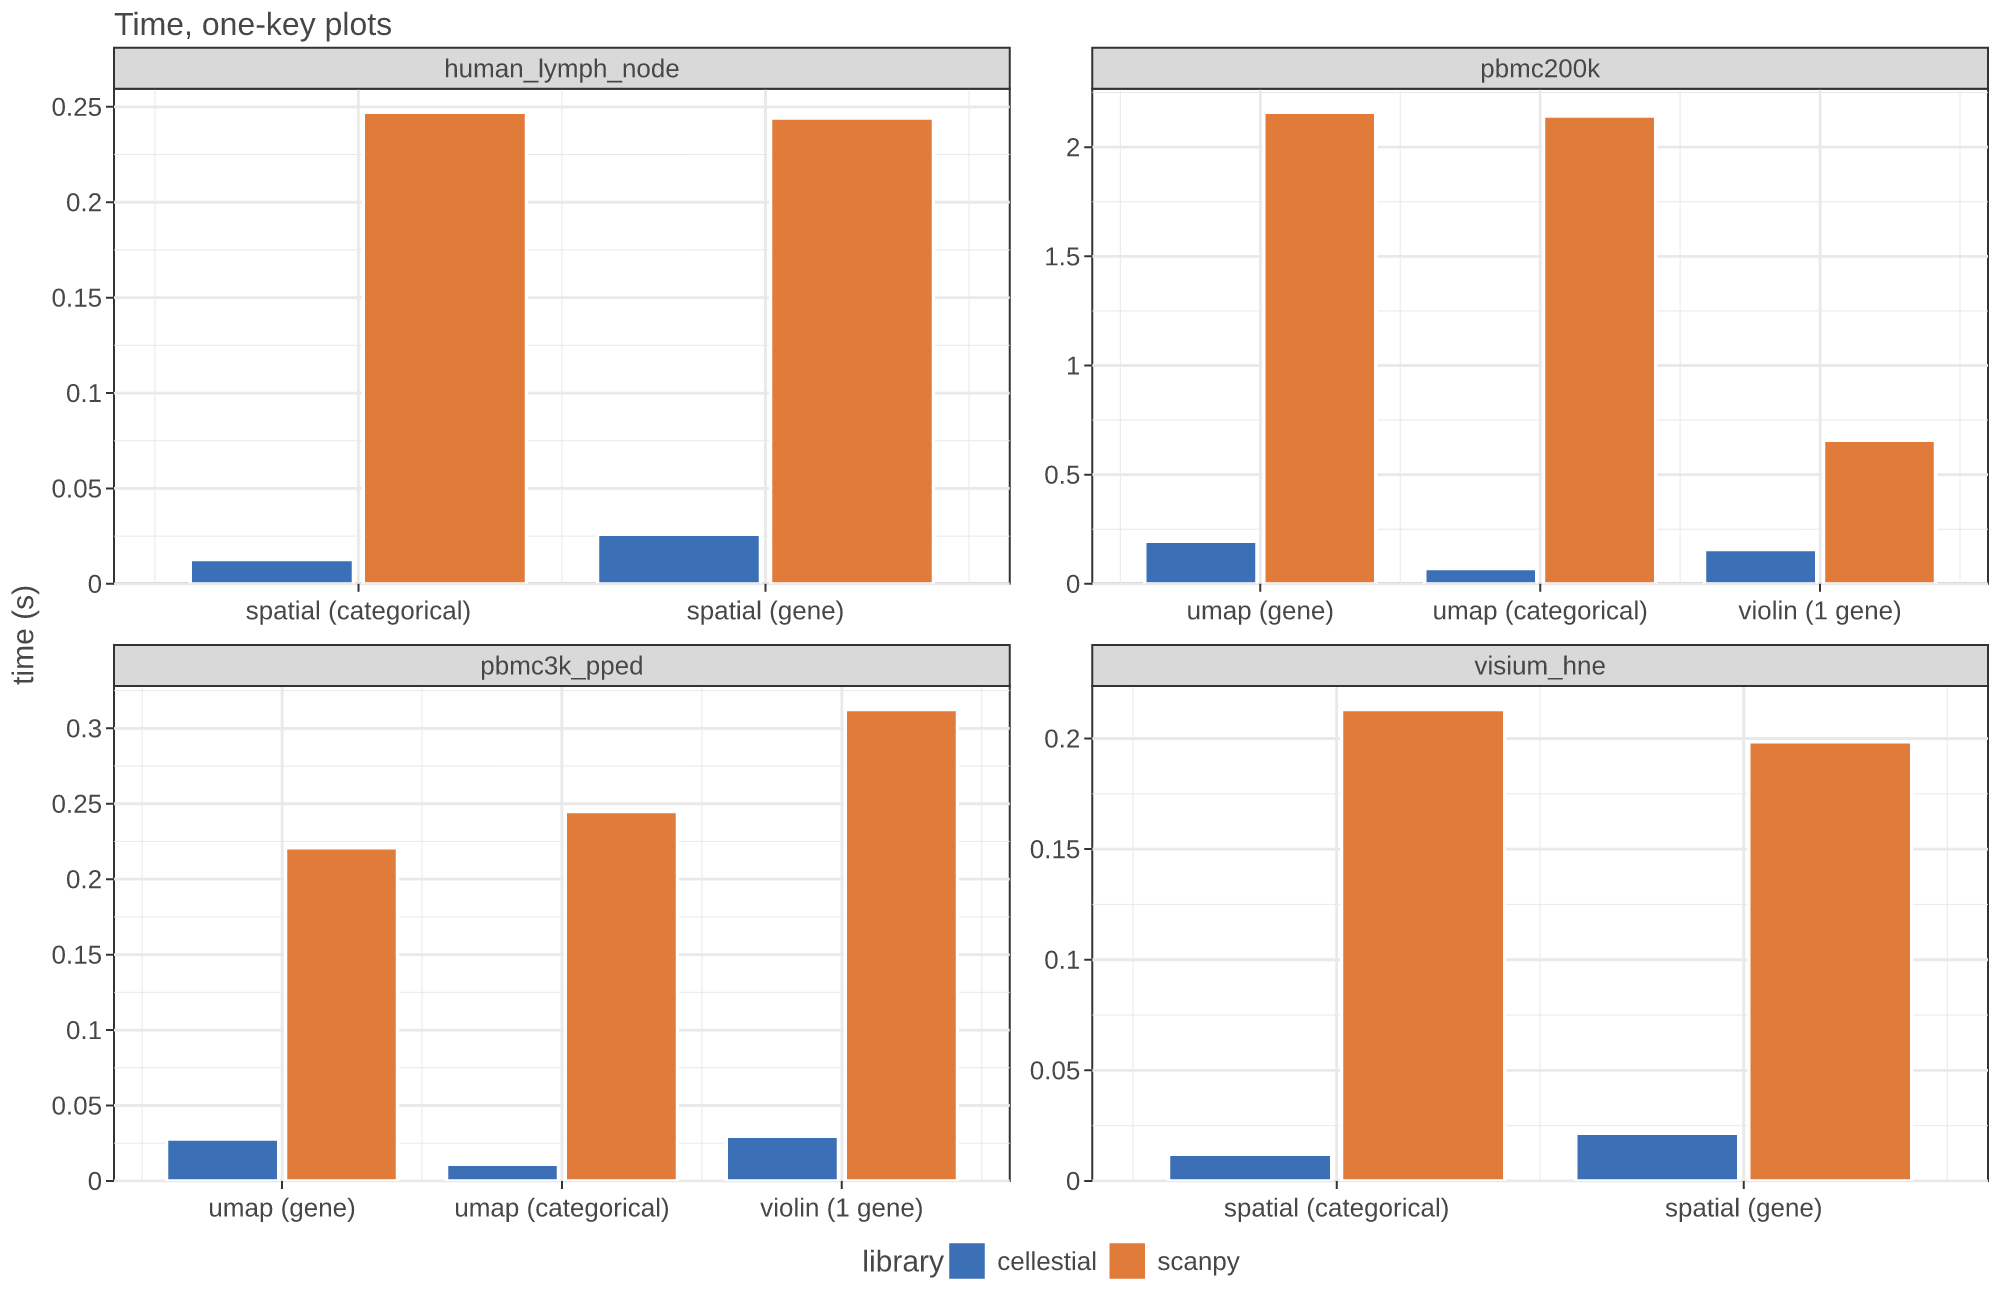 Time, one-key plots
human_lymph_node
0.25
0.2
0.15
0.1
0.05
0
spatial (categorical)
spatial (gene)
pbmc200k
2
1.5
1
0.5
0
umap (gene)
umap (categorical)
violin (1 gene)
time (s)
pbmc3k_pped
0.3
0.25
0.2
0.15
0.1
0.05
0
umap (gene)
umap (categorical)
violin (1 gene)
visium_hne
0.2
0.15
0.1
0.05
0
spatial (categorical)
spatial (gene)
library cellestial scanpy